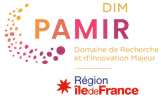 DIM
PAMIR
Domaine de Recherche
et d'Innovation Majeur
Région
îledeFrance